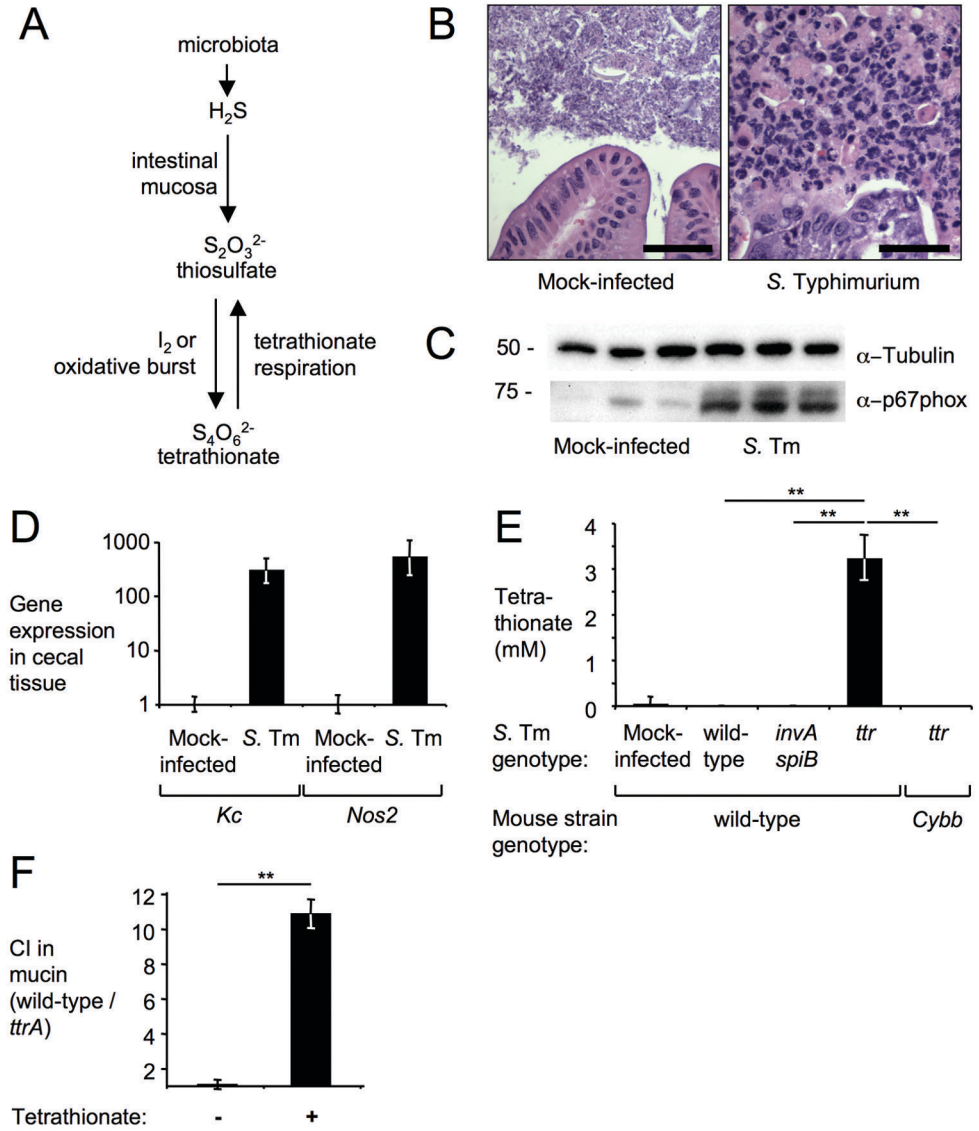 A
microbiota
H2S
intestinal
mucosa
S2O3²⁻
thiosulfate
I2 or
oxidative burst
tetrathionate
respiration
S4O6²⁻
tetrathionate
B
Mock-infected
S. Typhimurium
C
50 -
75 -
α–Tubulin
α–p67phox
Mock-infected
S. Tm
D
Gene
expression
in cecal
tissue
1000
100
10
1
Mock-
infected
S. Tm
Mock-
infected
S. Tm
Kc
Nos2
E
**
** **
Tetra-
thionate
(mM)
4
3
2
1
0
S. Tm
genotype:
Mock-
infected
wild-
type
invA
spiB
ttr
ttr
Mouse strain
genotype:
wild-type
Cybb
F
**
CI in
mucin
(wild-type /
ttrA)
12
10
8
6
4
2
Tetrathionate: - +